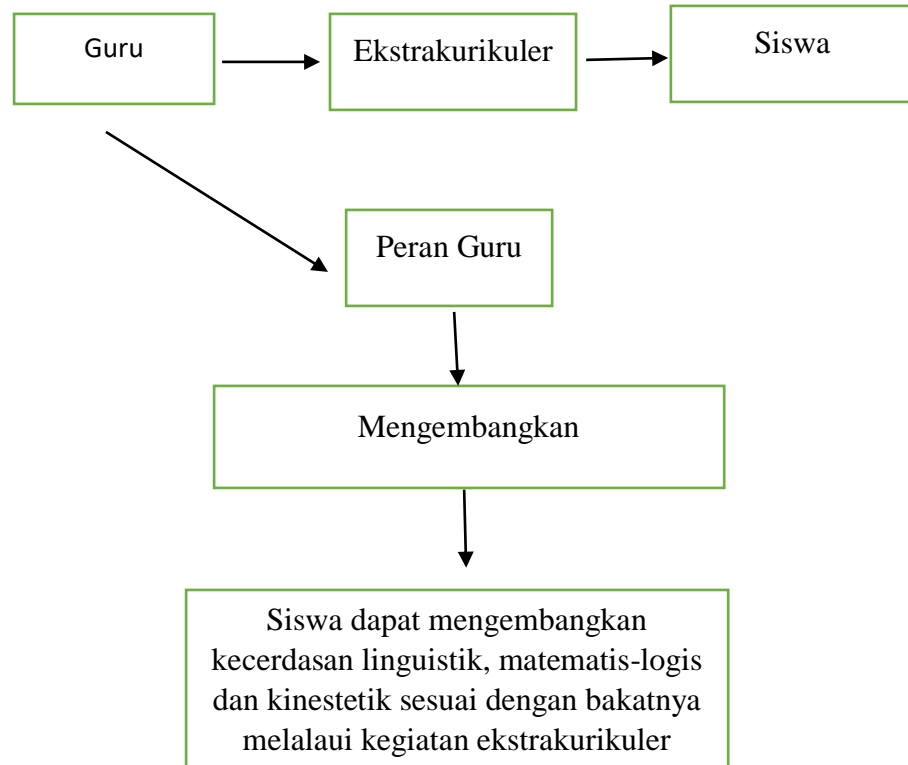 Guru
Ekstrakurikuler
Siswa
Peran Guru
Mengembangkan
Siswa dapat mengembangkan
kecerdasan linguistik, matematis-logis
dan kinestetik sesuai dengan bakatnya
melalaui kegiatan ekstrakurikuler